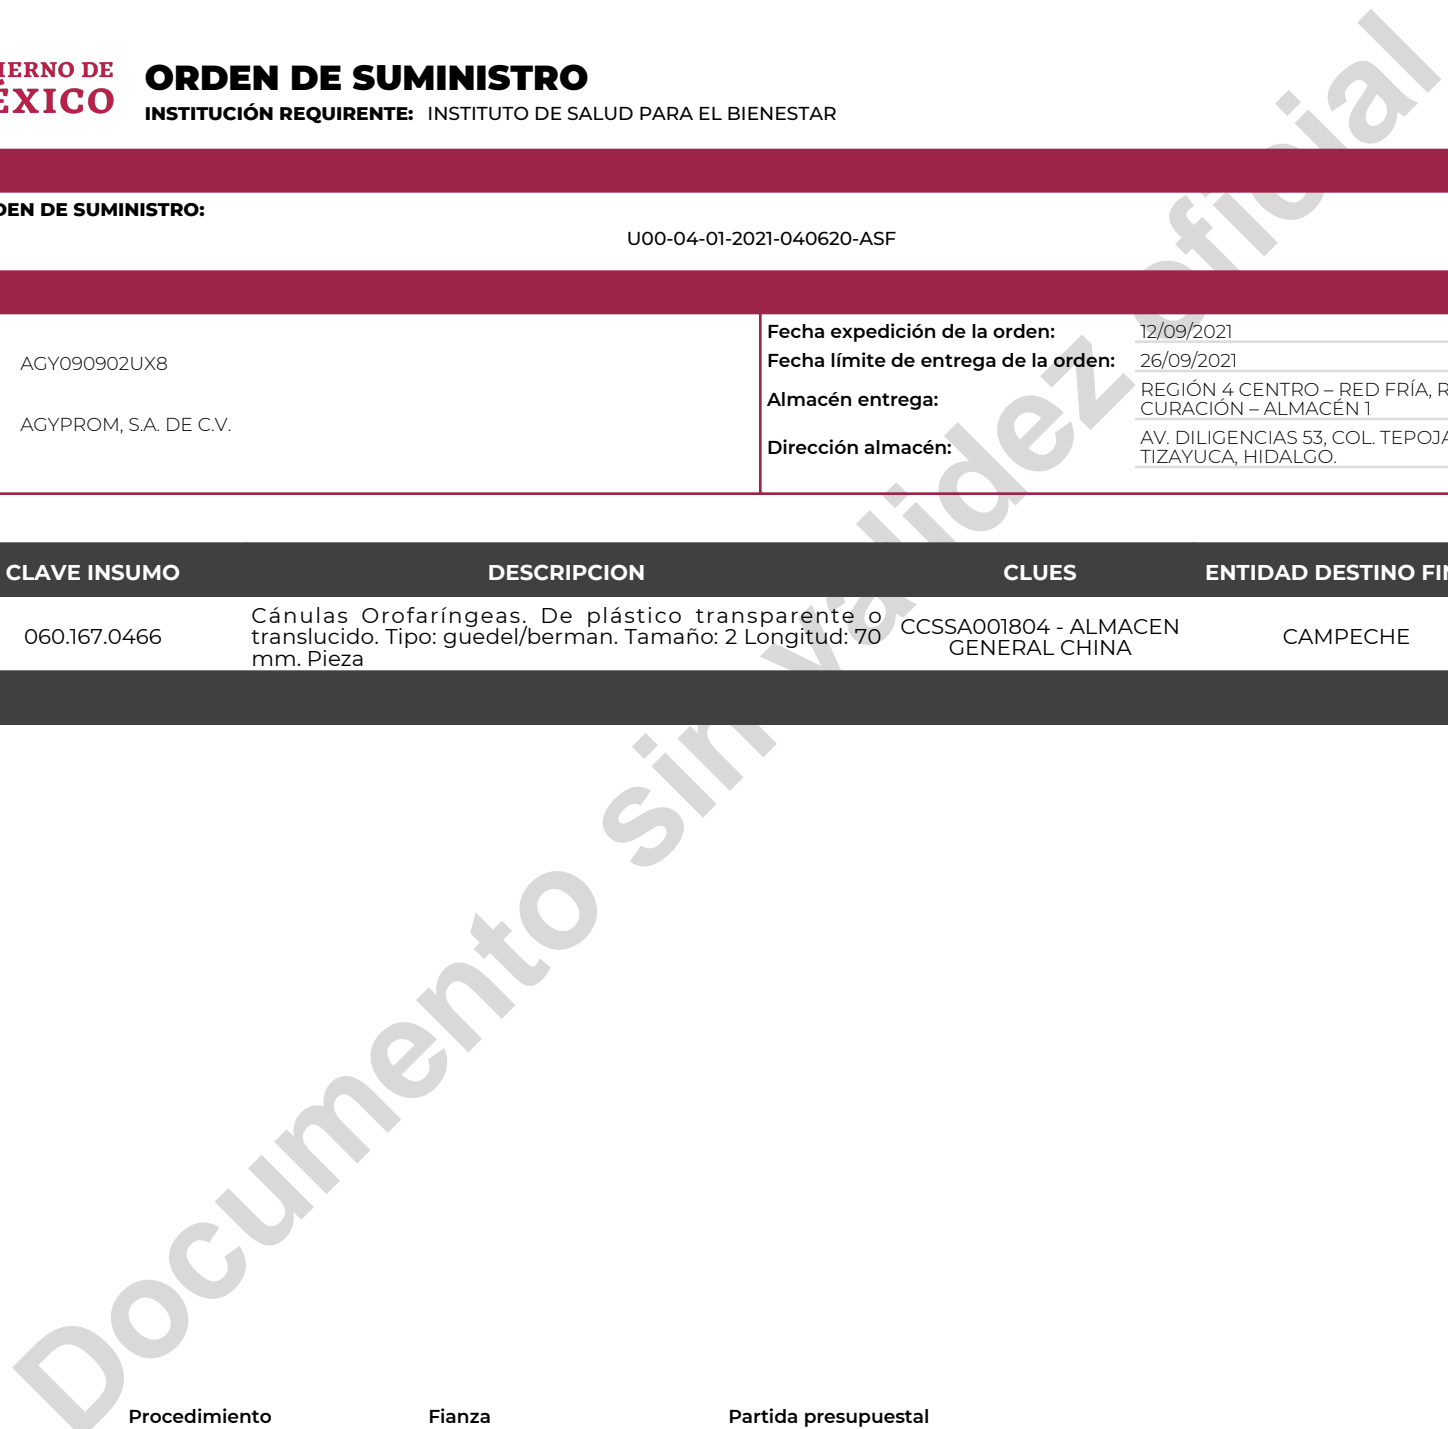 IERNO DE
ÉXICO
ORDEN DE SUMINISTRO
INSTITUCIÓN REQUIRENTE: INSTITUTO DE SALUD PARA EL BIENESTAR
DEN DE SUMINISTRO:
U00-04-01-2021-040620-ASF
AGY090902UX8
AGYPROM, S.A. DE C.V.
Fecha expedición de la orden: 12/09/2021
Fecha límite de entrega de la orden: 26/09/2021
Almacén entrega: REGIÓN 4 CENTRO – RED FRÍA, R
CURACIÓN – ALMACÉN 1
Dirección almacén: AV. DILIGENCIAS 53, COL. TEPOJA
TIZAYUCA, HIDALGO.
CLAVE INSUMO DESCRIPCION CLUES ENTIDAD DESTINO FIN
060.167.0466
Cánulas Orofaríngeas. De plástico transparente o
translucido. Tipo: guedel/berman. Tamaño: 2 Longitud: 70
mm. Pieza
CCSSA001804 - ALMACEN
GENERAL CHINA
CAMPECHE
Documento sin validez oficial
Procedimiento Fianza Partida presupuestal